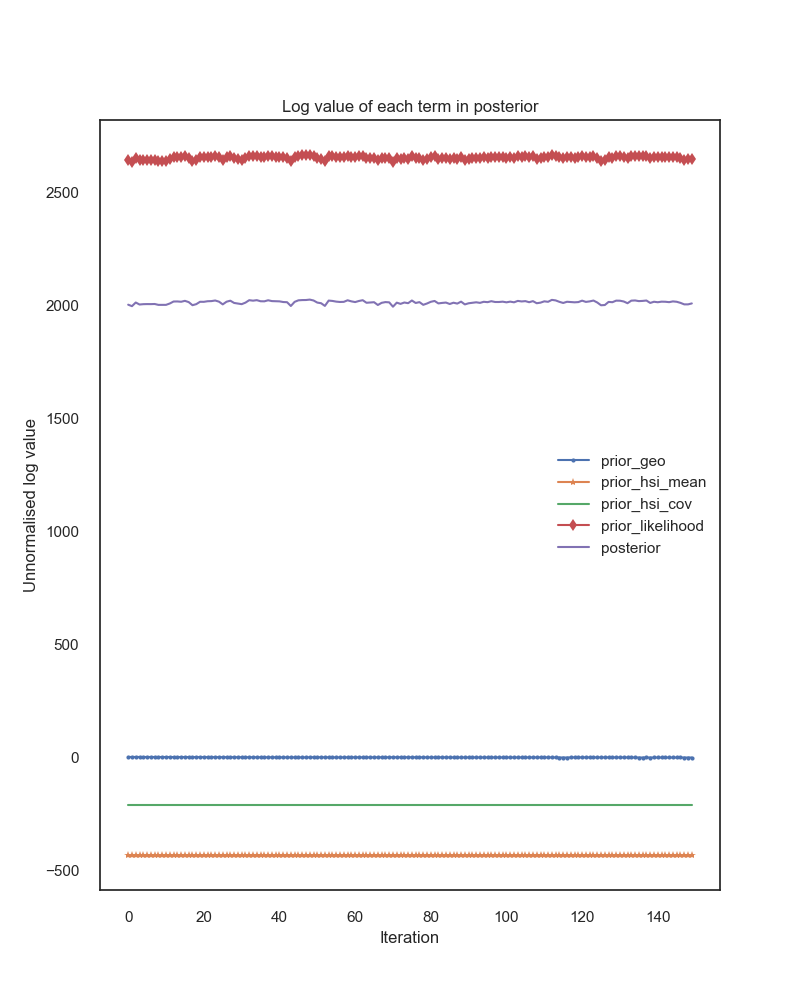 Log value of each term in posterior
Unnormalised log value
2500
2000
1500
1000
500
0
−500
prior_geo
prior_hsi_mean
prior_hsi_cov
prior_likelihood
posterior
0 20 40 60 80 100 120 140
Iteration